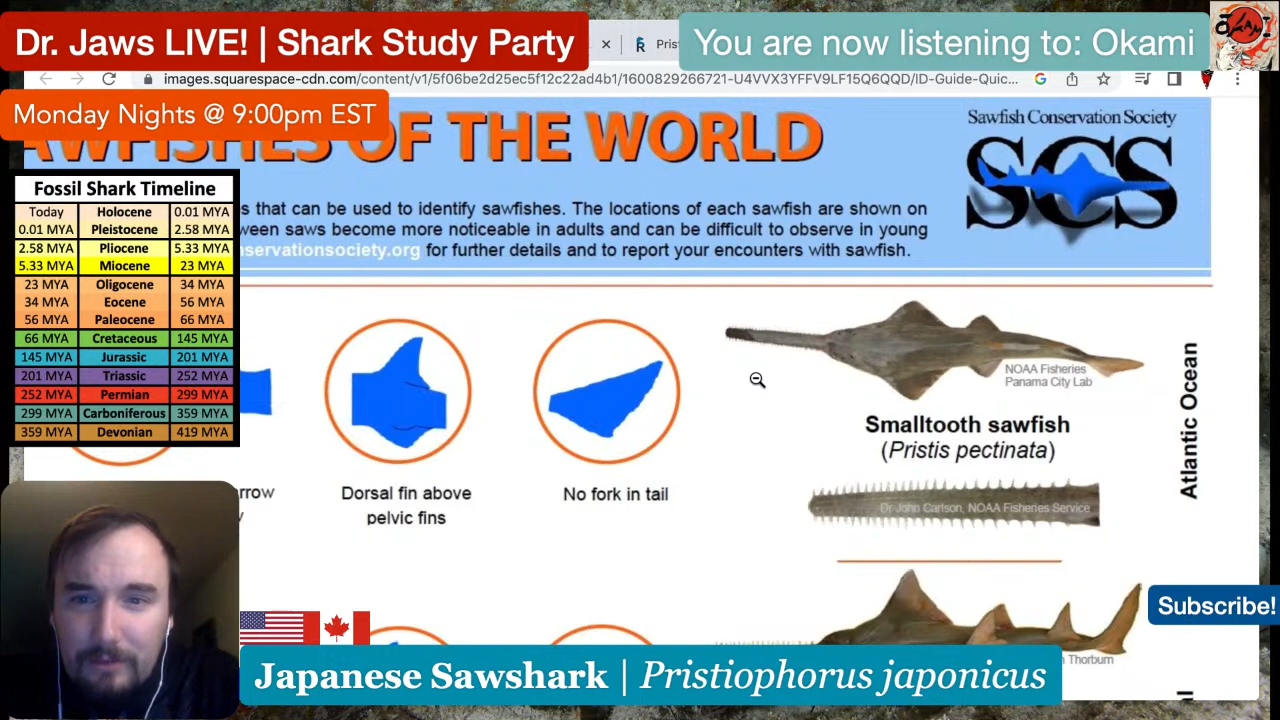 Dr. Jaws LIVE! | Shark Study Party
You are now listening to: Okami
images.squarespace-cdn.com/content/v1/5f06be2d25ec5f12c22ad4b1/1600829266721-U4VVX3YFFV9LF15Q6QQD/ID-Guide-Quic...
Monday Nights @ 9:00pm EST
AWFISHES OF THE WORLD
Sawfish Conservation Society
SCS
s that can be used to identify sawfishes. The locations of each sawfish are shown on
ween saws become more noticeable in adults and can be difficult to observe in young
nservationsociety.org for further details and to report your encounters with sawfish.
Fossil Shark Timeline
Today Holocene 0.01 MYA
0.01 MYA Pleistocene 2.58 MYA
2.58 MYA Pliocene 5.33 MYA
5.33 MYA Miocene 23 MYA
23 MYA Oligocene 34 MYA
34 MYA Eocene 56 MYA
56 MYA Paleocene 66 MYA
66 MYA Cretaceous 145 MYA
145 MYA Jurassic 201 MYA
201 MYA Triassic 252 MYA
252 MYA Permian 299 MYA
299 MYA Carboniferous 359 MYA
359 MYA Devonian 419 MYA
rrow
Dorsal fin above
pelvic fins
No fork in tail
NOAA Fisheries
Panama City Lab
Smalltooth sawfish
(Pristis pectinata)
Dr John Carlson, NOAA Fisheries Service
Atlantic Ocean
Thorburn
Subscribe!
Japanese Sawshark | Pristiophorus japonicus